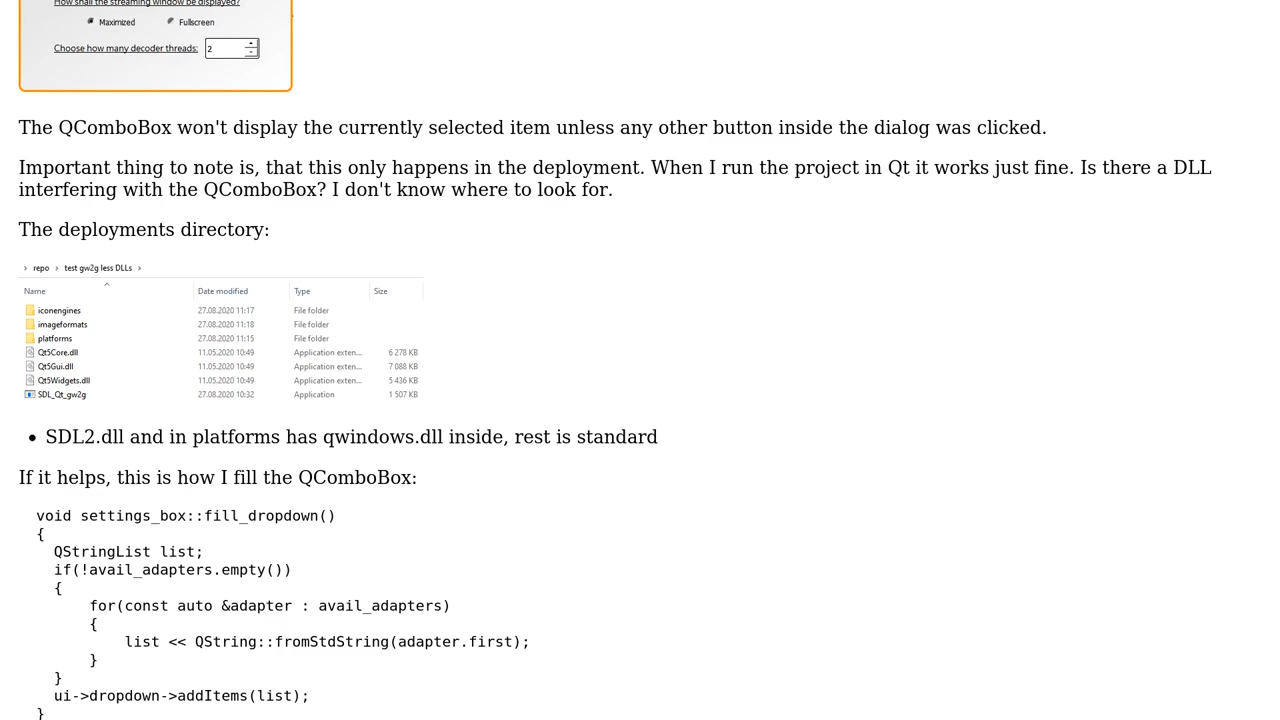 How shall the streaming window be displayed?
Maximized Fullscreen
Choose how many decoder threads: 2
The QComboBox won't display the currently selected item unless any other button inside the dialog was clicked.
Important thing to note is, that this only happens in the deployment. When I run the project in Qt it works just fine. Is there a DLL
interfering with the QComboBox? I don't know where to look for.
The deployments directory:
› repo › test gw2g less DLLs ›
Name Date modified Type Size
iconengines 27.08.2020 11:17 File folder
imageformats 27.08.2020 11:18 File folder
platforms 27.08.2020 11:15 File folder
Qt5Core.dll 11.05.2020 10:49 Application exten... 6 278 KB
Qt5Gui.dll 11.05.2020 10:49 Application exten... 7 088 KB
Qt5Widgets.dll 11.05.2020 10:49 Application exten... 5 436 KB
SDL_Qt_gw2g 27.08.2020 10:32 Application 1 507 KB
• SDL2.dll and in platforms has qwindows.dll inside, rest is standard
If it helps, this is how I fill the QComboBox:
void settings_box::fill_dropdown()
{
QStringList list;
if(!avail_adapters.empty())
{
for(const auto &adapter : avail_adapters)
{
list << QString::fromStdString(adapter.first);
}
}
ui->dropdown->addItems(list);
}